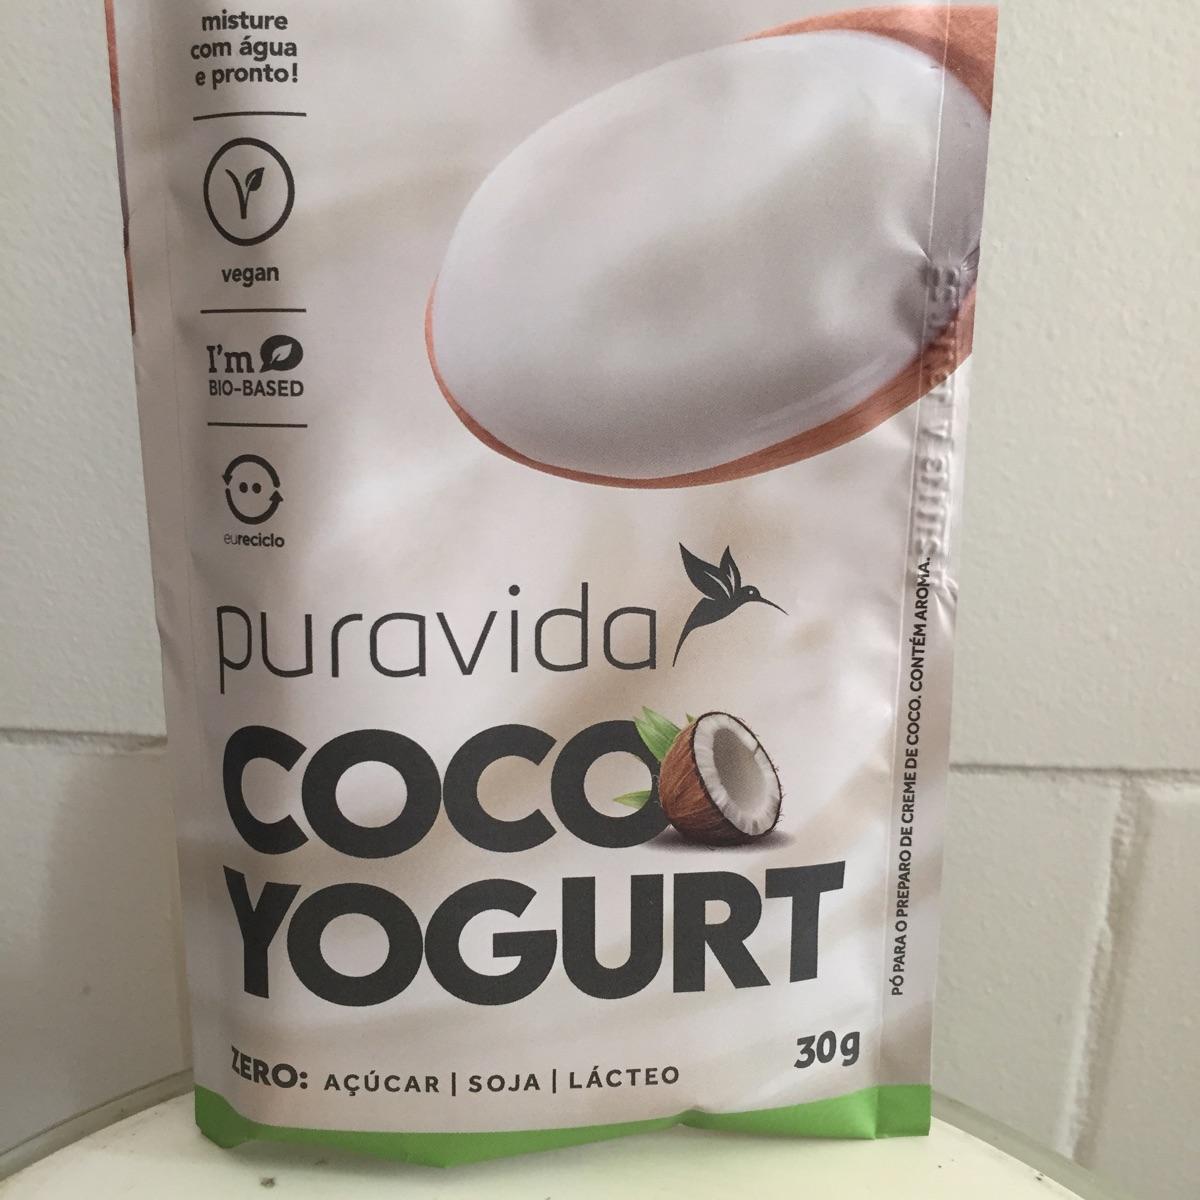 misture
com água
e pronto!
vegan
I'm
BIO-BASED
eureciclo
puravida
COCO
YOGURT
ZERO: AÇÚCAR | SOJA | LÁCTEO
30g
PÓ PARA O PREPARO DE CREME DE COCO. CONTÉM AROMA.